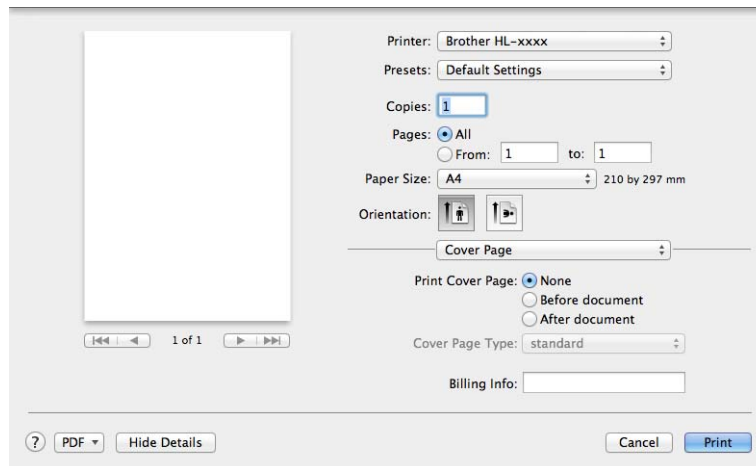 Printer: Brother HL-xxxx
Presets: Default Settings
Copies: 1
Pages: All
From: 1 to: 1
Paper Size: A4 210 by 297 mm
Orientation:
Cover Page
Print Cover Page: None
Before document
After document
Cover Page Type: standard
Billing Info:
1 of 1
? PDF Hide Details Cancel Print